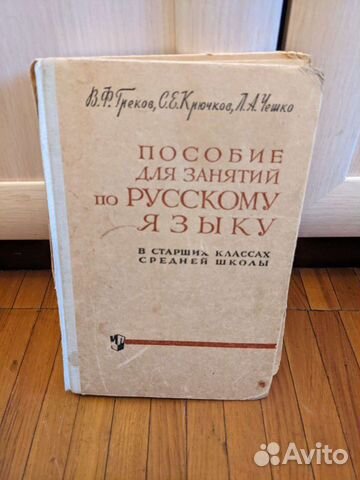 В.Ф.Греков, С.Е.Крючков, Л.А.Чешко
ПОСОБИЕ
ДЛЯ ЗАНЯТИЙ
ПО РУССКОМУ
ЯЗЫКУ
В СТАРШИХ КЛАССАХ
СРЕДНЕЙ ШКОЛЫ
Avito